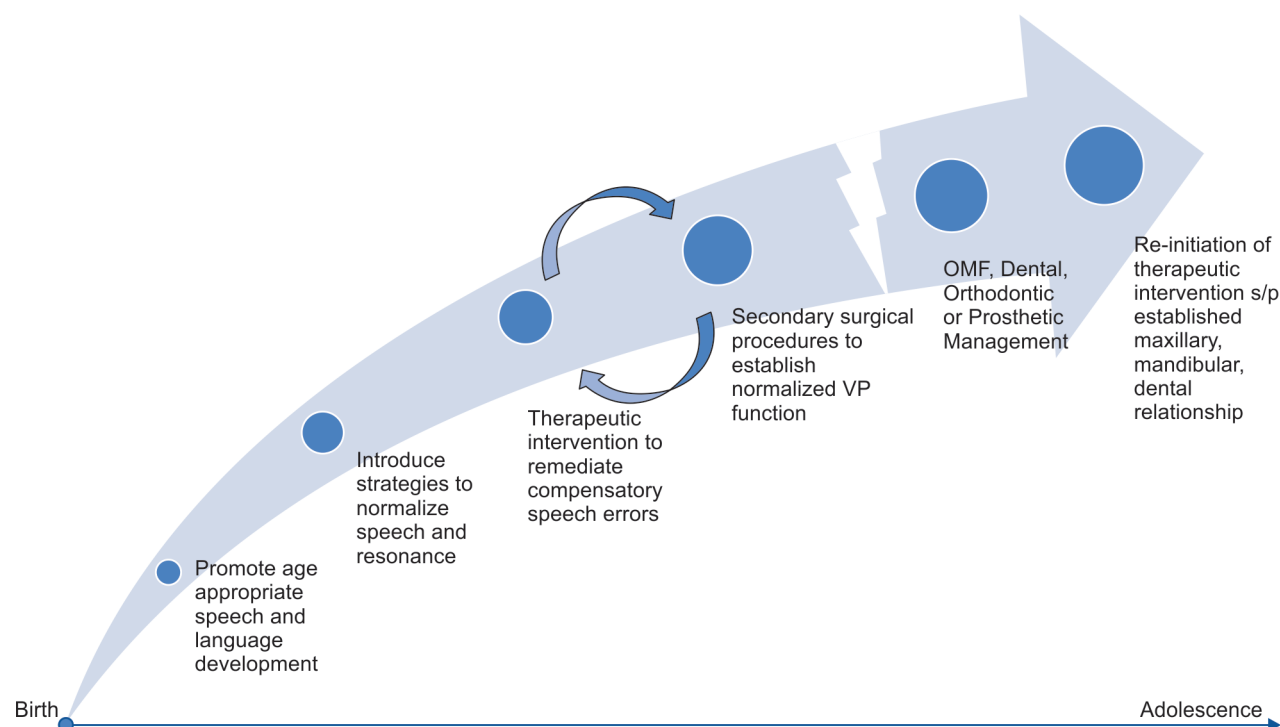 Promote age
appropriate
speech and
language
development
Introduce
strategies to
normalize
speech and
resonance
Therapeutic
intervention to
remediate
compensatory
speech errors
Secondary surgical
procedures to
establish
normalized VP
function
OMF, Dental,
Orthodontic
or Prosthetic
Management
Re-initiation of
therapeutic
intervention s/p
established
maxillary,
mandibular,
dental
relationship
Birth
Adolescence